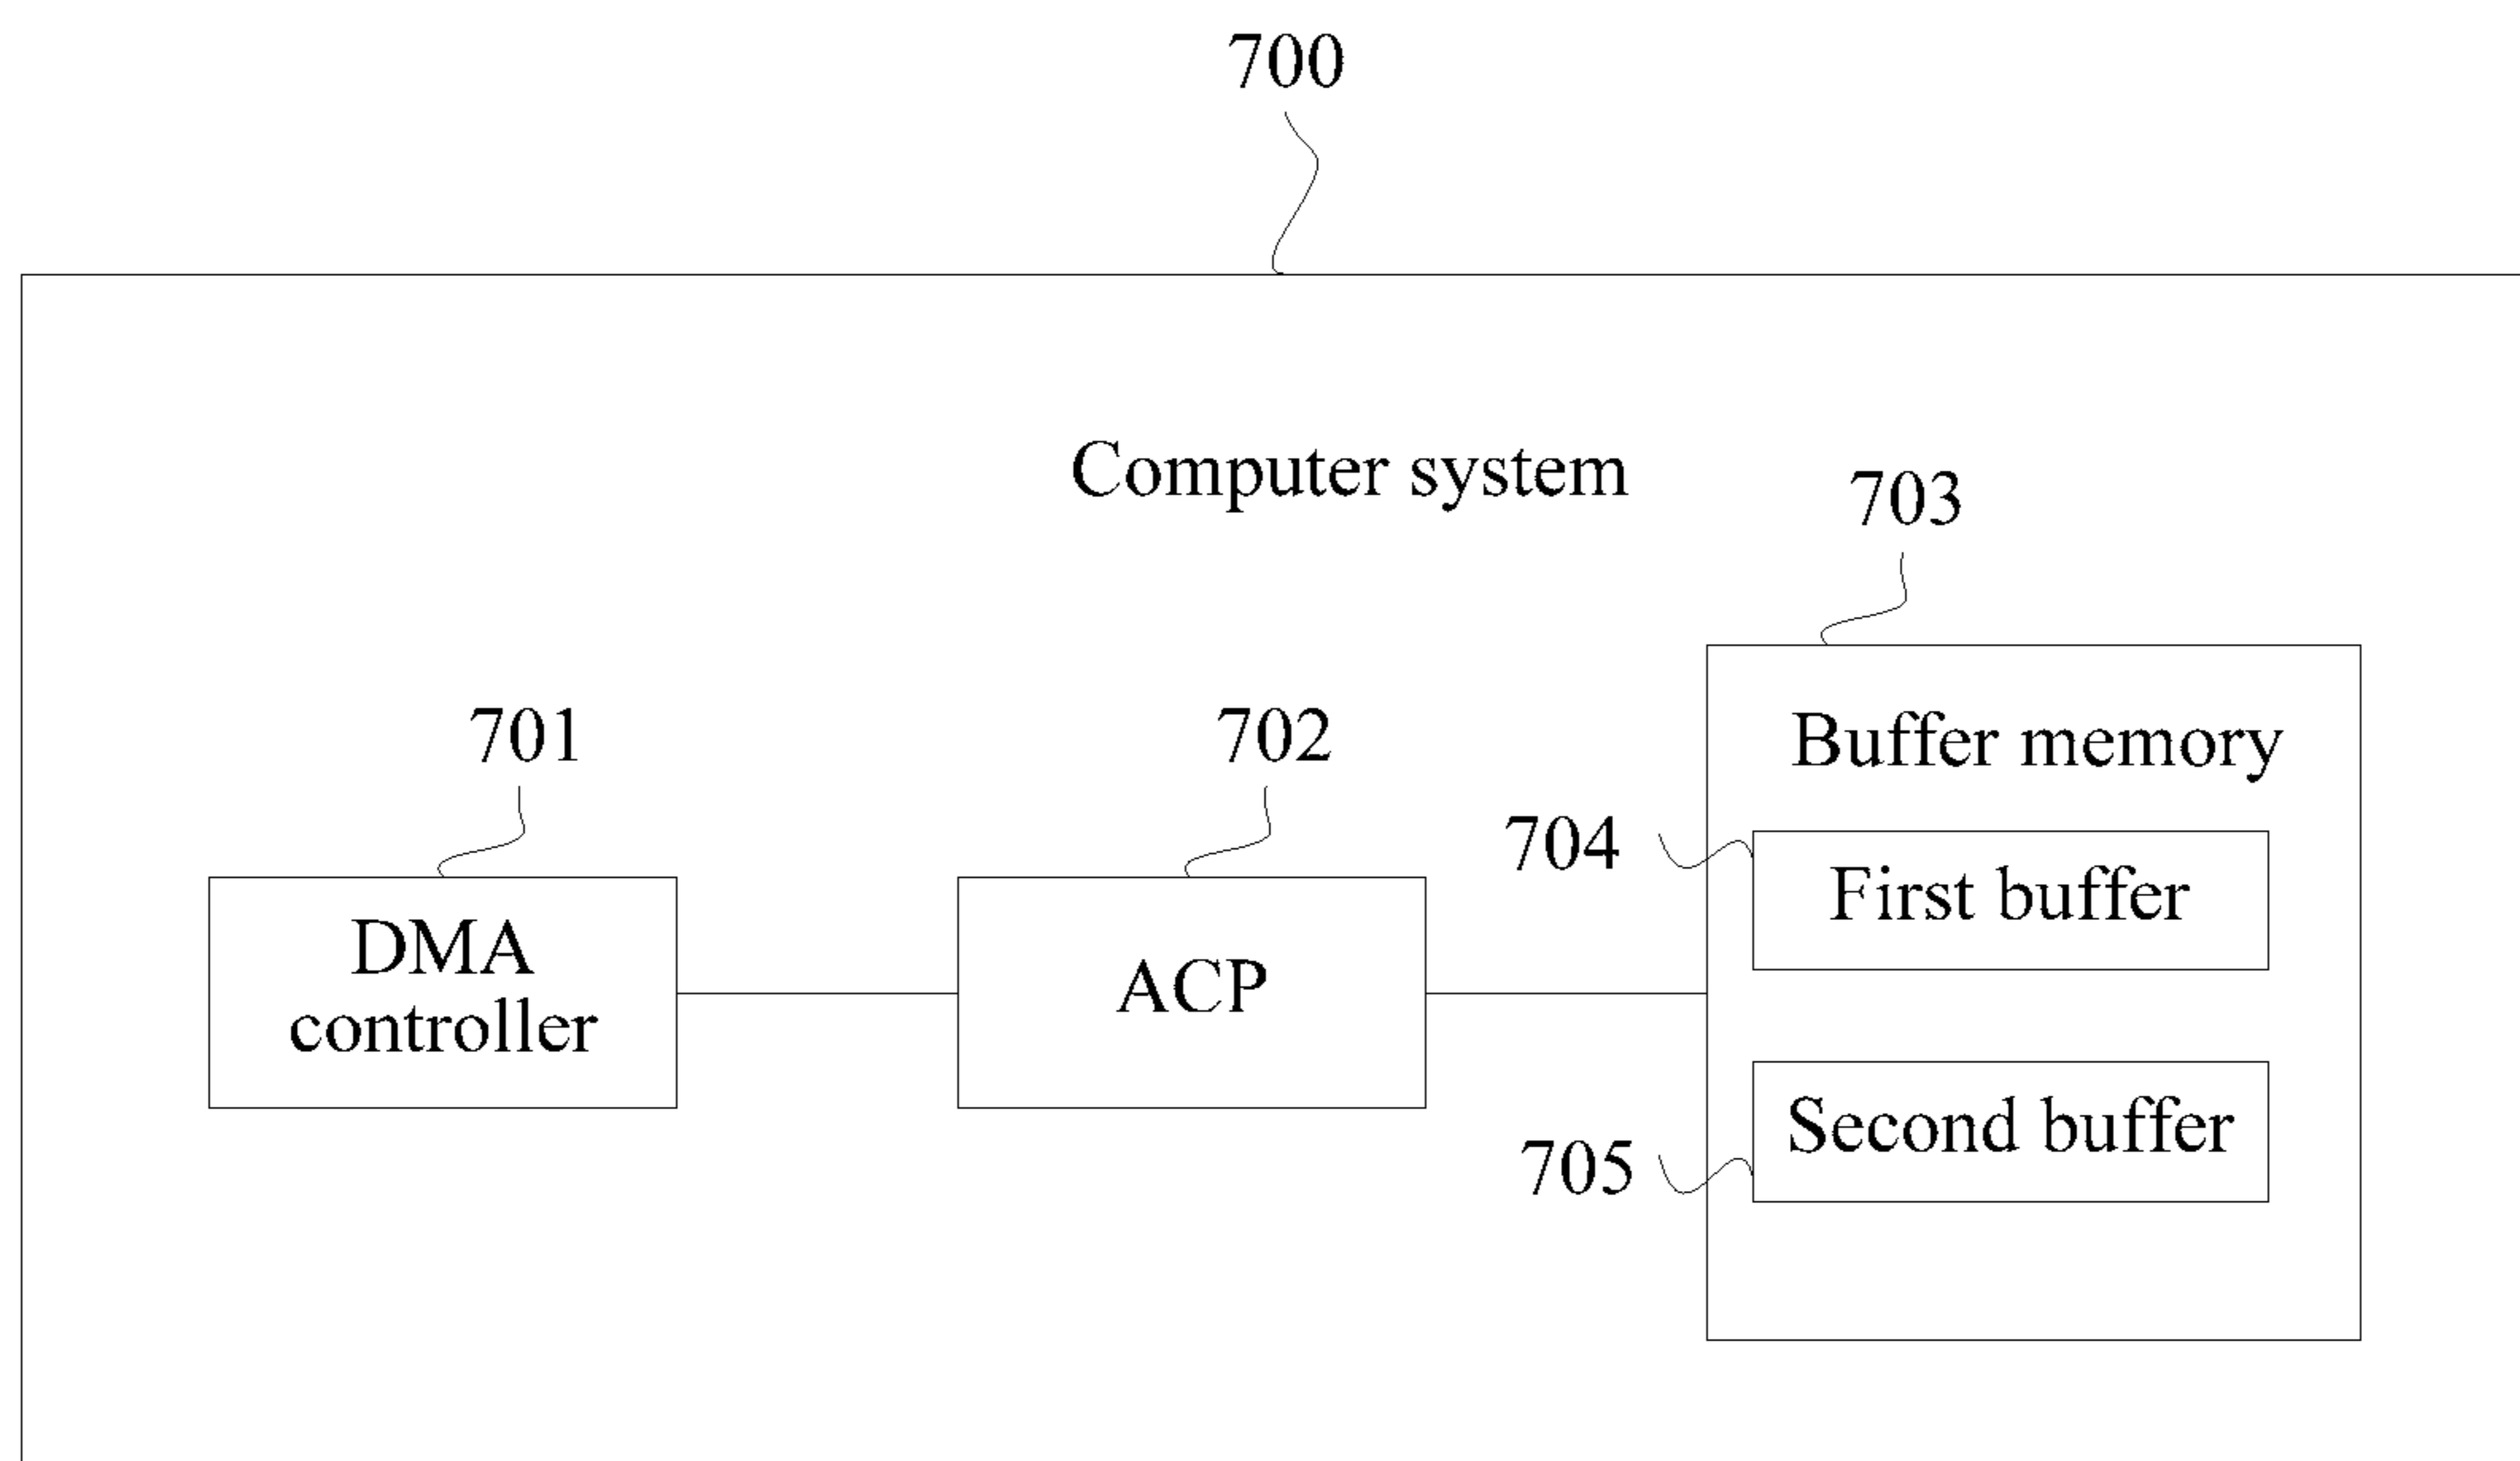 700
Computer system
703
701
702
Buffer memory
704
First buffer
DMA
controller
ACP
Second buffer
705